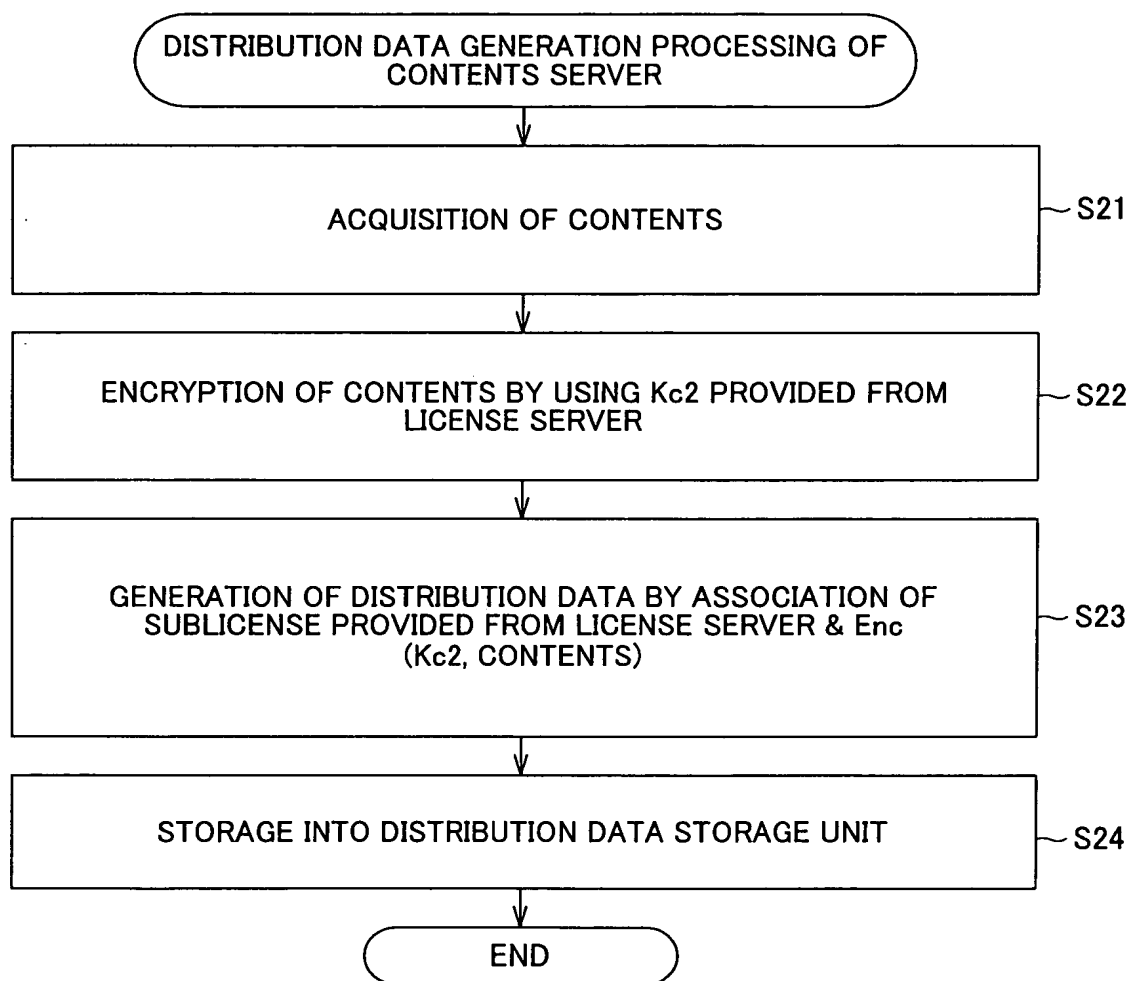 DISTRIBUTION DATA GENERATION PROCESSING OF
CONTENTS SERVER
ACQUISITION OF CONTENTS
S21
ENCRYPTION OF CONTENTS BY USING Kc2 PROVIDED FROM
LICENSE SERVER
S22
GENERATION OF DISTRIBUTION DATA BY ASSOCIATION OF
SUBLICENSE PROVIDED FROM LICENSE SERVER & Enc
(Kc2, CONTENTS)
S23
STORAGE INTO DISTRIBUTION DATA STORAGE UNIT
S24
END